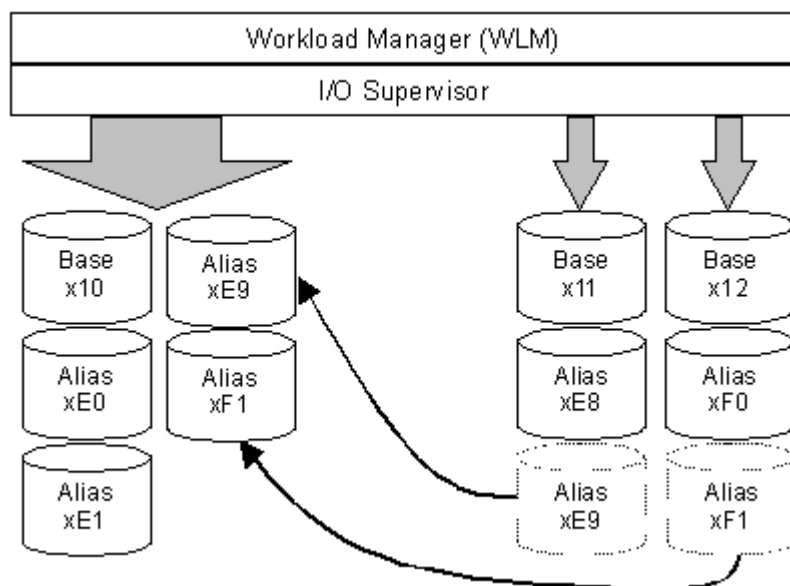 Workload Manager (WLM)
I/O Supervisor
Base
x10
Alias
xE9
Base
x11
Base
x12
Alias
xE0
Alias
xF1
Alias
xE8
Alias
xF0
Alias
xE1
Alias
xE9
Alias
xF1